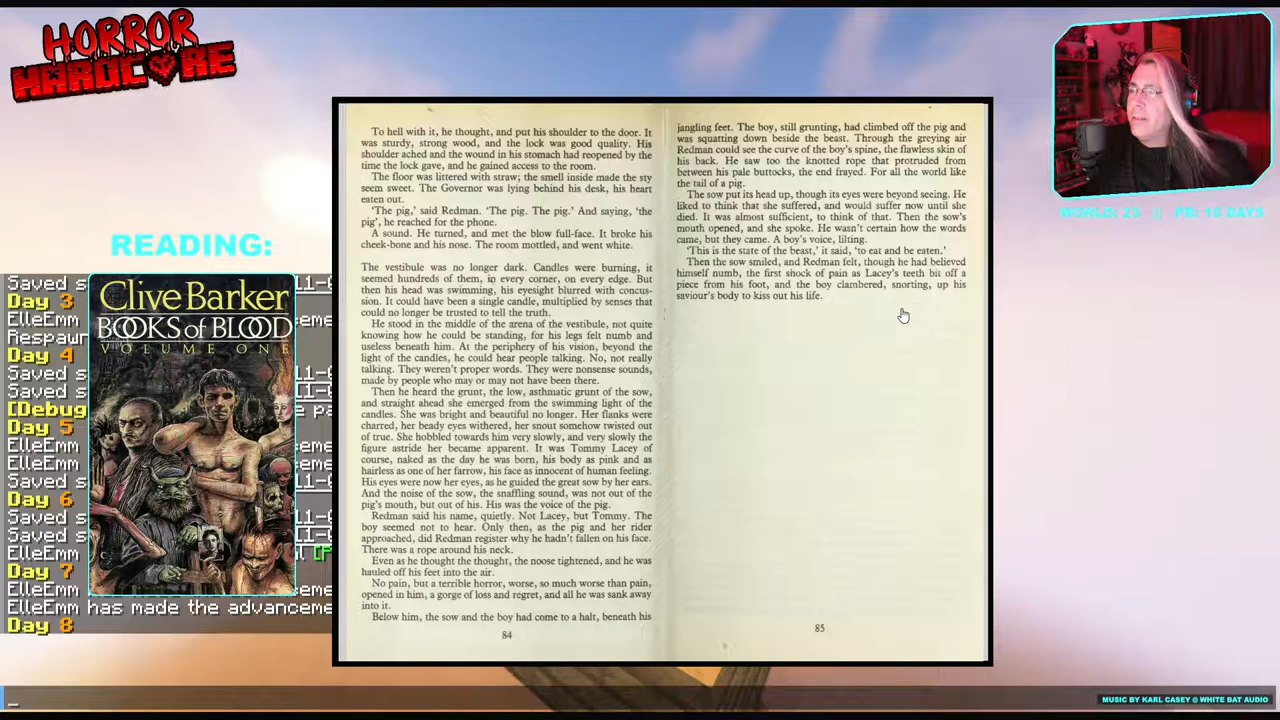 HORROR
HARDCORE
READING:
Clive Barker
BOOKS of BLOOD
VOLUME ONE
Saved s
Day 3
ElleEmm
Respawn
Day 4
Saved s
Saved s
[Debug
Day 5
ElleEmm
ElleEmm
Saved s
Day 6
Saved s
Saved s
ElleEmm
Day 7
ElleEmm
ElleEmm has made the advanceme
Day 8
To hell with it, he thought, and put his shoulder to the door. It
was sturdy, strong wood, and the lock was good quality. His
shoulder ached and the wound in his stomach had reopened by the
time the lock gave, and he gained access to the room.
The floor was littered with straw; the smell inside made the sty
seem sweet. The Governor was lying behind his desk, his heart
eaten out.
'The pig,' said Redman. 'The pig. The pig.' And saying, 'the
pig', he reached for the phone.
A sound. He turned, and met the blow full-face. It broke his
cheek-bone and his nose. The room mottled, and went white.
The vestibule was no longer dark. Candles were burning, it
seemed hundreds of them, in every corner, on every edge. But
then his head was swimming, his eyesight blurred with concus-
sion. It could have been a single candle, multiplied by senses that
could no longer be trusted to tell the truth.
He stood in the middle of the arena of the vestibule, not quite
knowing how he could be standing, for his legs felt numb and
useless beneath him. At the periphery of his vision, beyond the
light of the candles, he could hear people talking. No, not really
talking. They weren't proper words. They were nonsense sounds,
made by people who may or may not have been there.
Then he heard the grunt, the low, asthmatic grunt of the sow,
and straight ahead she emerged from the swimming light of the
candles. She was bright and beautiful no longer. Her flanks were
charred, her beady eyes withered, her snout somehow twisted out
of true. She hobbled towards him very slowly, and very slowly the
figure astride her became apparent. It was Tommy Lacey of
course, naked as the day he was born, his body as pink and as
hairless as one of her farrow, his face as innocent of human feeling.
His eyes were now her eyes, as he guided the great sow by her ears.
And the noise of the sow, the snaffling sound, was not out of the
pig's mouth, but out of his. His was the voice of the pig.
Redman said his name, quietly. Not Lacey, but Tommy. The
boy seemed not to hear. Only then, as the pig and her rider
approached, did Redman register why he hadn't fallen on his face.
There was a rope around his neck.
Even as he thought the thought, the noose tightened, and he was
hauled off his feet into the air.
No pain, but a terrible horror, worse, so much worse than pain,
opened in him, a gorge of loss and regret, and all he was sank away
into it.
Below him, the sow and the boy had come to a halt, beneath his
84
jangling feet. The boy, still grunting, had climbed off the pig and
was squatting down beside the beast. Through the greying air
Redman could see the curve of the boy's spine, the flawless skin of
his back. He saw too the knotted rope that protruded from
between his pale buttocks, the end frayed. For all the world like
the tail of a pig.
The sow put its head up, though its eyes were beyond seeing. He
liked to think that she suffered, and would suffer now until she
died. It was almost sufficient, to think of that. Then the sow's
mouth opened, and she spoke. He wasn't certain how the words
came, but they came. A boy's voice, lilting.
'This is the state of the beast,' it said, 'to eat and be eaten.'
Then the sow smiled, and Redman felt, though he had believed
himself numb, the first shock of pain as Lacey's teeth bit off a
piece from his foot, and the boy clambered, snorting, up his
saviour's body to kiss out his life.
85
WORLD: 23 || PB: 16 DAYS
MUSIC BY KARL CASEY @ WHITE BAT AUDIO